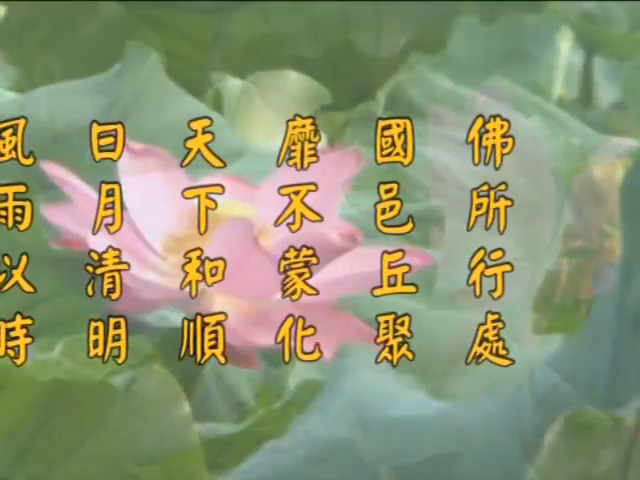 佛所行處
國邑丘聚
靡不蒙化
天下和順
日月清明
風雨以時